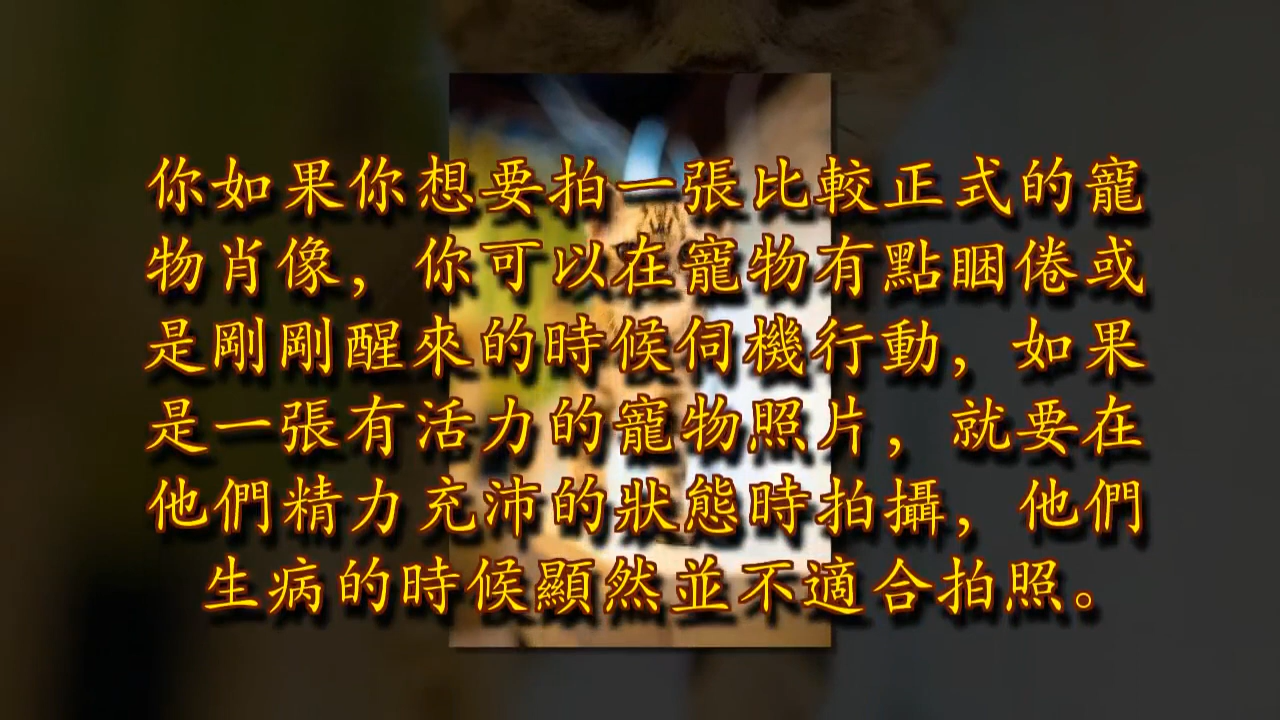 你如果你想要拍一張比較正式的寵
物肖像，你可以在寵物有點睏倦或
是剛剛醒來的時候伺機行動，如果
是一張有活力的寵物照片，就要在
他們精力充沛的狀態時拍攝，他們
生病的時候顯然並不適合拍照。